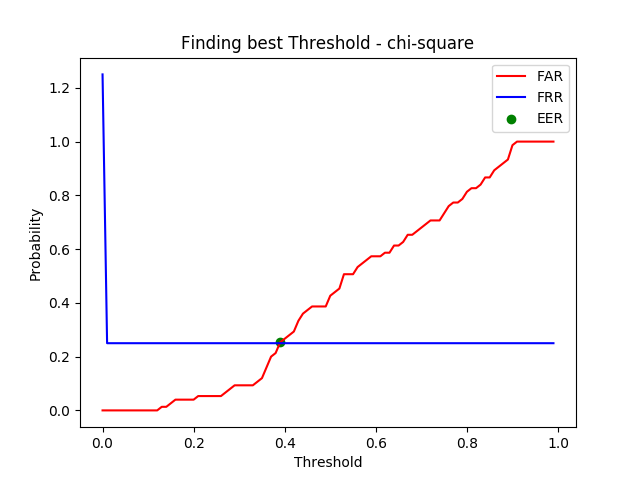 Finding best Threshold - chi-square
FAR
FRR
EER
1.2
1.0
0.8
0.6
0.4
0.2
0.0
Probability
0.0 0.2 0.4 0.6 0.8 1.0
Threshold